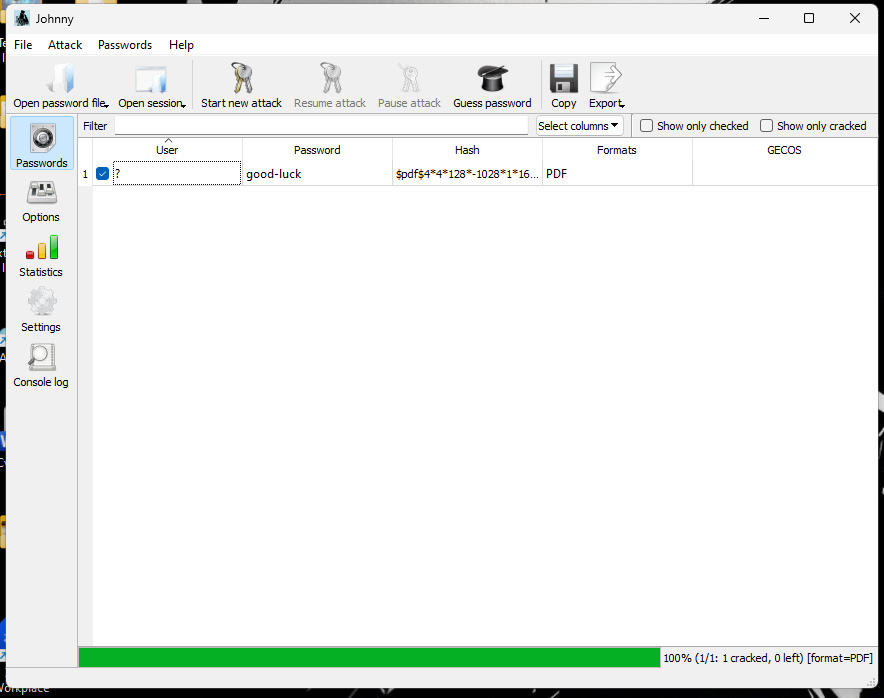 Johnny
File Attack Passwords Help
Open password file Open session Start new attack Resume attack Pause attack Guess password Copy Export
Passwords
Options
Statistics
Settings
Console log
Filter Select columns Show only checked Show only cracked
User Password Hash Formats GECOS
1 ? good-luck $pdf$4*4*128*-1028*1*16... PDF
100% (1/1: 1 cracked, 0 left) [format=PDF]